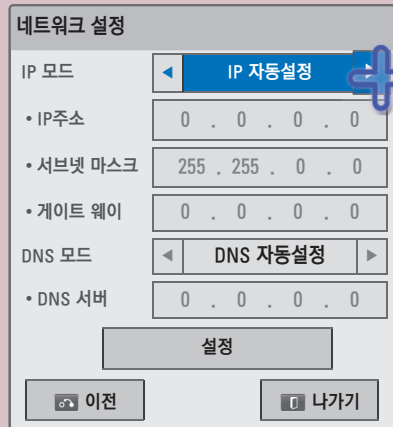 네트워크 설정
IP 모드 ◀ IP 자동설정 ▶
• IP주소 0 . 0 . 0 . 0
• 서브넷 마스크 255 . 255 . 0 . 0
• 게이트 웨이 0 . 0 . 0 . 0
DNS 모드 ◀ DNS 자동설정 ▶
• DNS 서버 0 . 0 . 0 . 0
설정
이전 나가기